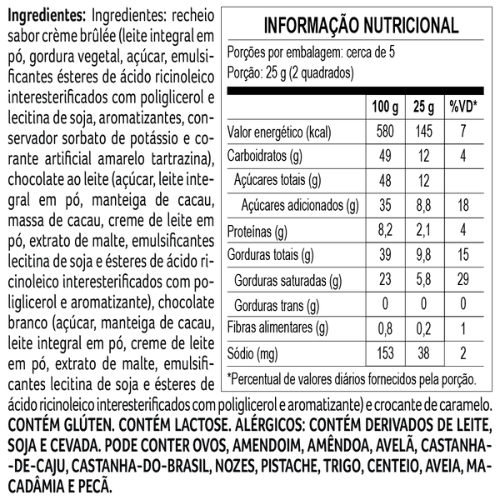 Ingredientes: Ingredientes: recheio
sabor crème brûlée (leite integral em
pó, gordura vegetal, açúcar, emulsi-
ficantes ésteres de ácido ricinoleico
interesterificados com poliglicerol e
lecitina de soja, aromatizantes, con-
servador sorbato de potássio e co-
rante artificial amarelo tartrazina),
chocolate ao leite (açúcar, leite inte-
gral em pó, manteiga de cacau,
massa de cacau, creme de leite em
pó, extrato de malte, emulsificantes
lecitina de soja e ésteres de ácido ri-
cinoleico interesterificados com po-
liglicerol e aromatizante), chocolate
branco (açúcar, manteiga de cacau,
leite integral em pó, creme de leite
em pó, extrato de malte, emulsifi-
cantes lecitina de soja e ésteres de
ácido ricinoleico interesterificados com poliglicerol e aromatizante) e crocante de caramelo.
CONTÉM GLÚTEN. CONTÉM LACTOSE. ALÉRGICOS: CONTÉM DERIVADOS DE LEITE,
SOJA E CEVADA. PODE CONTER OVOS, AMENDOIM, AMÊNDOA, AVELÃ, CASTANHA-
-DE-CAJU, CASTANHA-DO-BRASIL, NOZES, PISTACHE, TRIGO, CENTEIO, AVEIA, MA-
CADÂMIA E PECÃ.
INFORMAÇÃO NUTRICIONAL
Porções por embalagem: cerca de 5
Porção: 25 g (2 quadrados)
100 g 25 g %VD*
Valor energético (kcal) 580 145 7
Carboidratos (g) 49 12 4
Açúcares totais (g) 48 12
Açúcares adicionados (g) 35 8,8 18
Proteínas (g) 8,2 2,1 4
Gorduras totais (g) 39 9,8 15
Gorduras saturadas (g) 23 5,8 29
Gorduras trans (g) 0 0 0
Fibras alimentares (g) 0,8 0,2 1
Sódio (mg) 153 38 2
*Percentual de valores diários fornecidos pela porção.